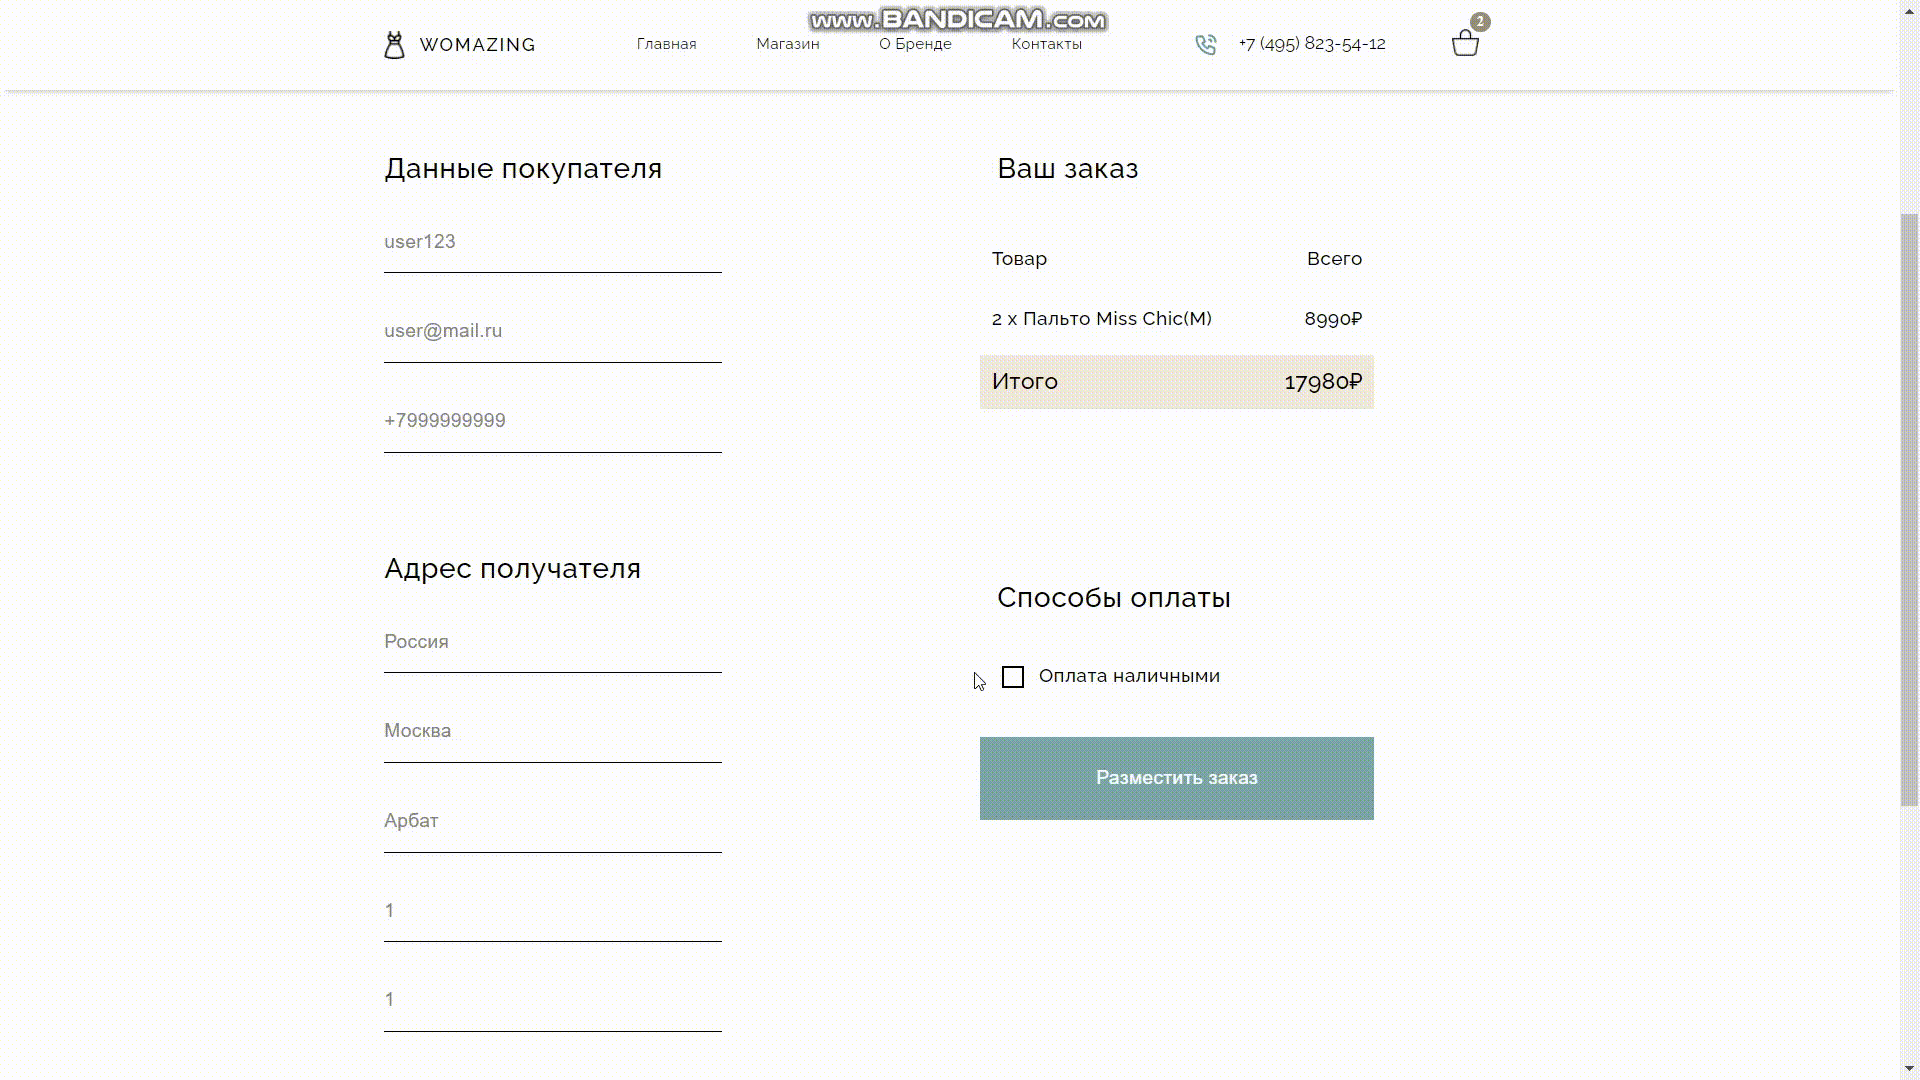 www.BANDICAM.com
WOMAZING
Главная
Магазин
О Бренде
Контакты
+7 (495) 823-54-12
2
Данные покупателя
user123
user@mail.ru
+7999999999
Адрес получателя
Россия
Москва
Арбат
1
1
Ваш заказ
Товар Всего
2 x Пальто Miss Chic(M) 8990₽
Итого 17980₽
Способы оплаты
Оплата наличными
Разместить заказ